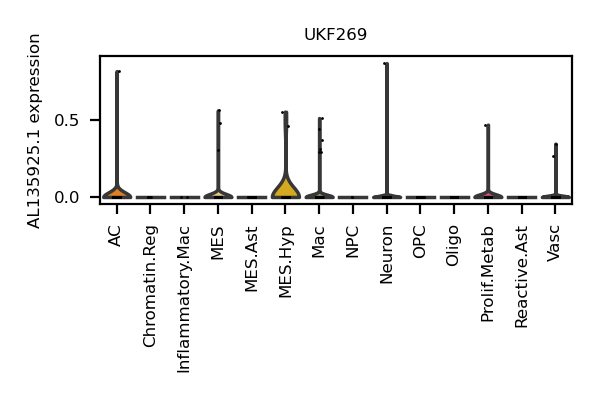 UKF269
AL135925.1 expression
0.5
0.0
AC
Chromatin.Reg
Inflammatory.Mac
MES
MES.Ast
MES.Hyp
Mac
NPC
Neuron
OPC
Oligo
Prolif.Metab
Reactive.Ast
Vasc